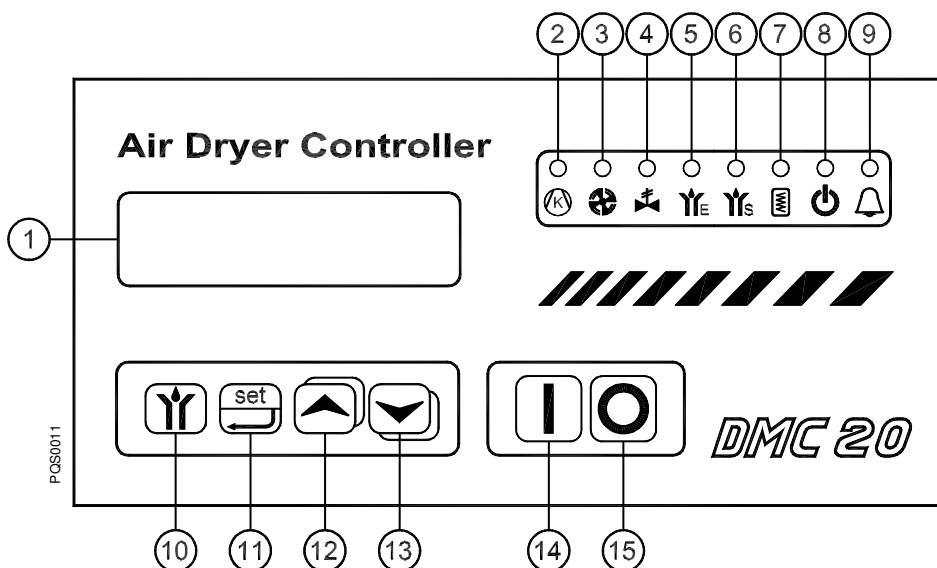 2 3 4 5 6 7 8 9
Air Dryer Controller
K E S
1
set
DMC 20
PQS0011
10 11 12 13 14 15